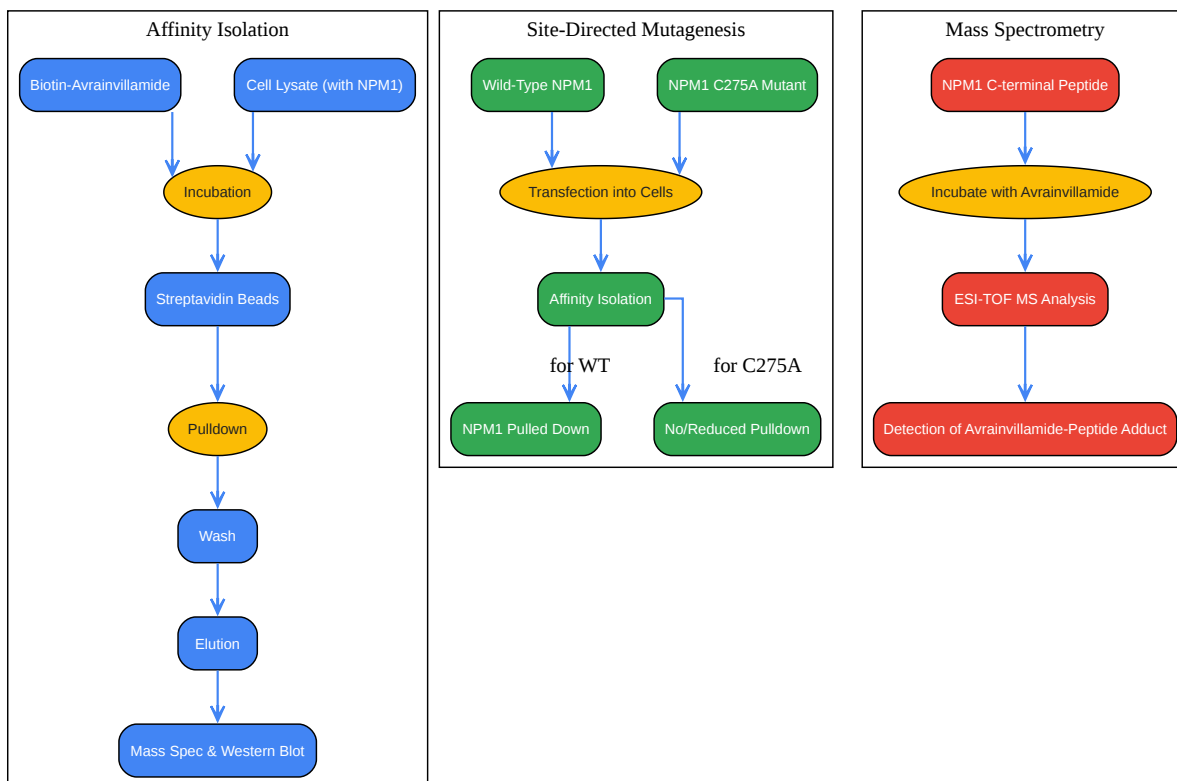 Affinity Isolation
Biotin-Avrainvillamide
Cell Lysate (with NPM1)
Incubation
Streptavidin Beads
Pulldown
Wash
Elution
Mass Spec & Western Blot
Site-Directed Mutagenesis
Wild-Type NPM1
NPM1 C275A Mutant
Transfection into Cells
Affinity Isolation
for WT
for C275A
NPM1 Pulled Down
No/Reduced Pulldown
Mass Spectrometry
NPM1 C-terminal Peptide
Incubate with Avrainvillamide
ESI-TOF MS Analysis
Detection of Avrainvillamide-Peptide Adduct